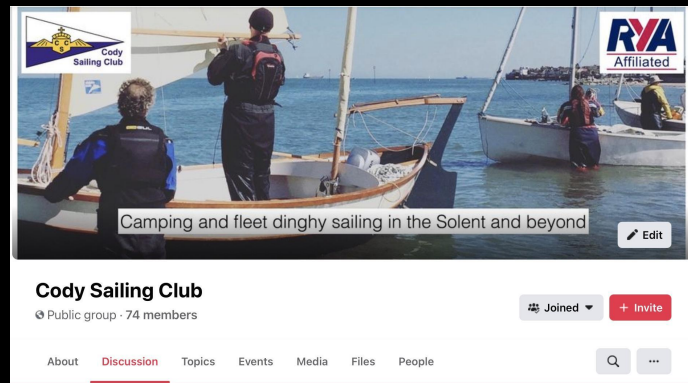 CSC
Cody
Sailing Club
RYA
Affiliated
Camping and fleet dinghy sailing in the Solent and beyond
Edit
Cody Sailing Club
Public group · 74 members
Joined
+ Invite
About Discussion Topics Events Media Files People